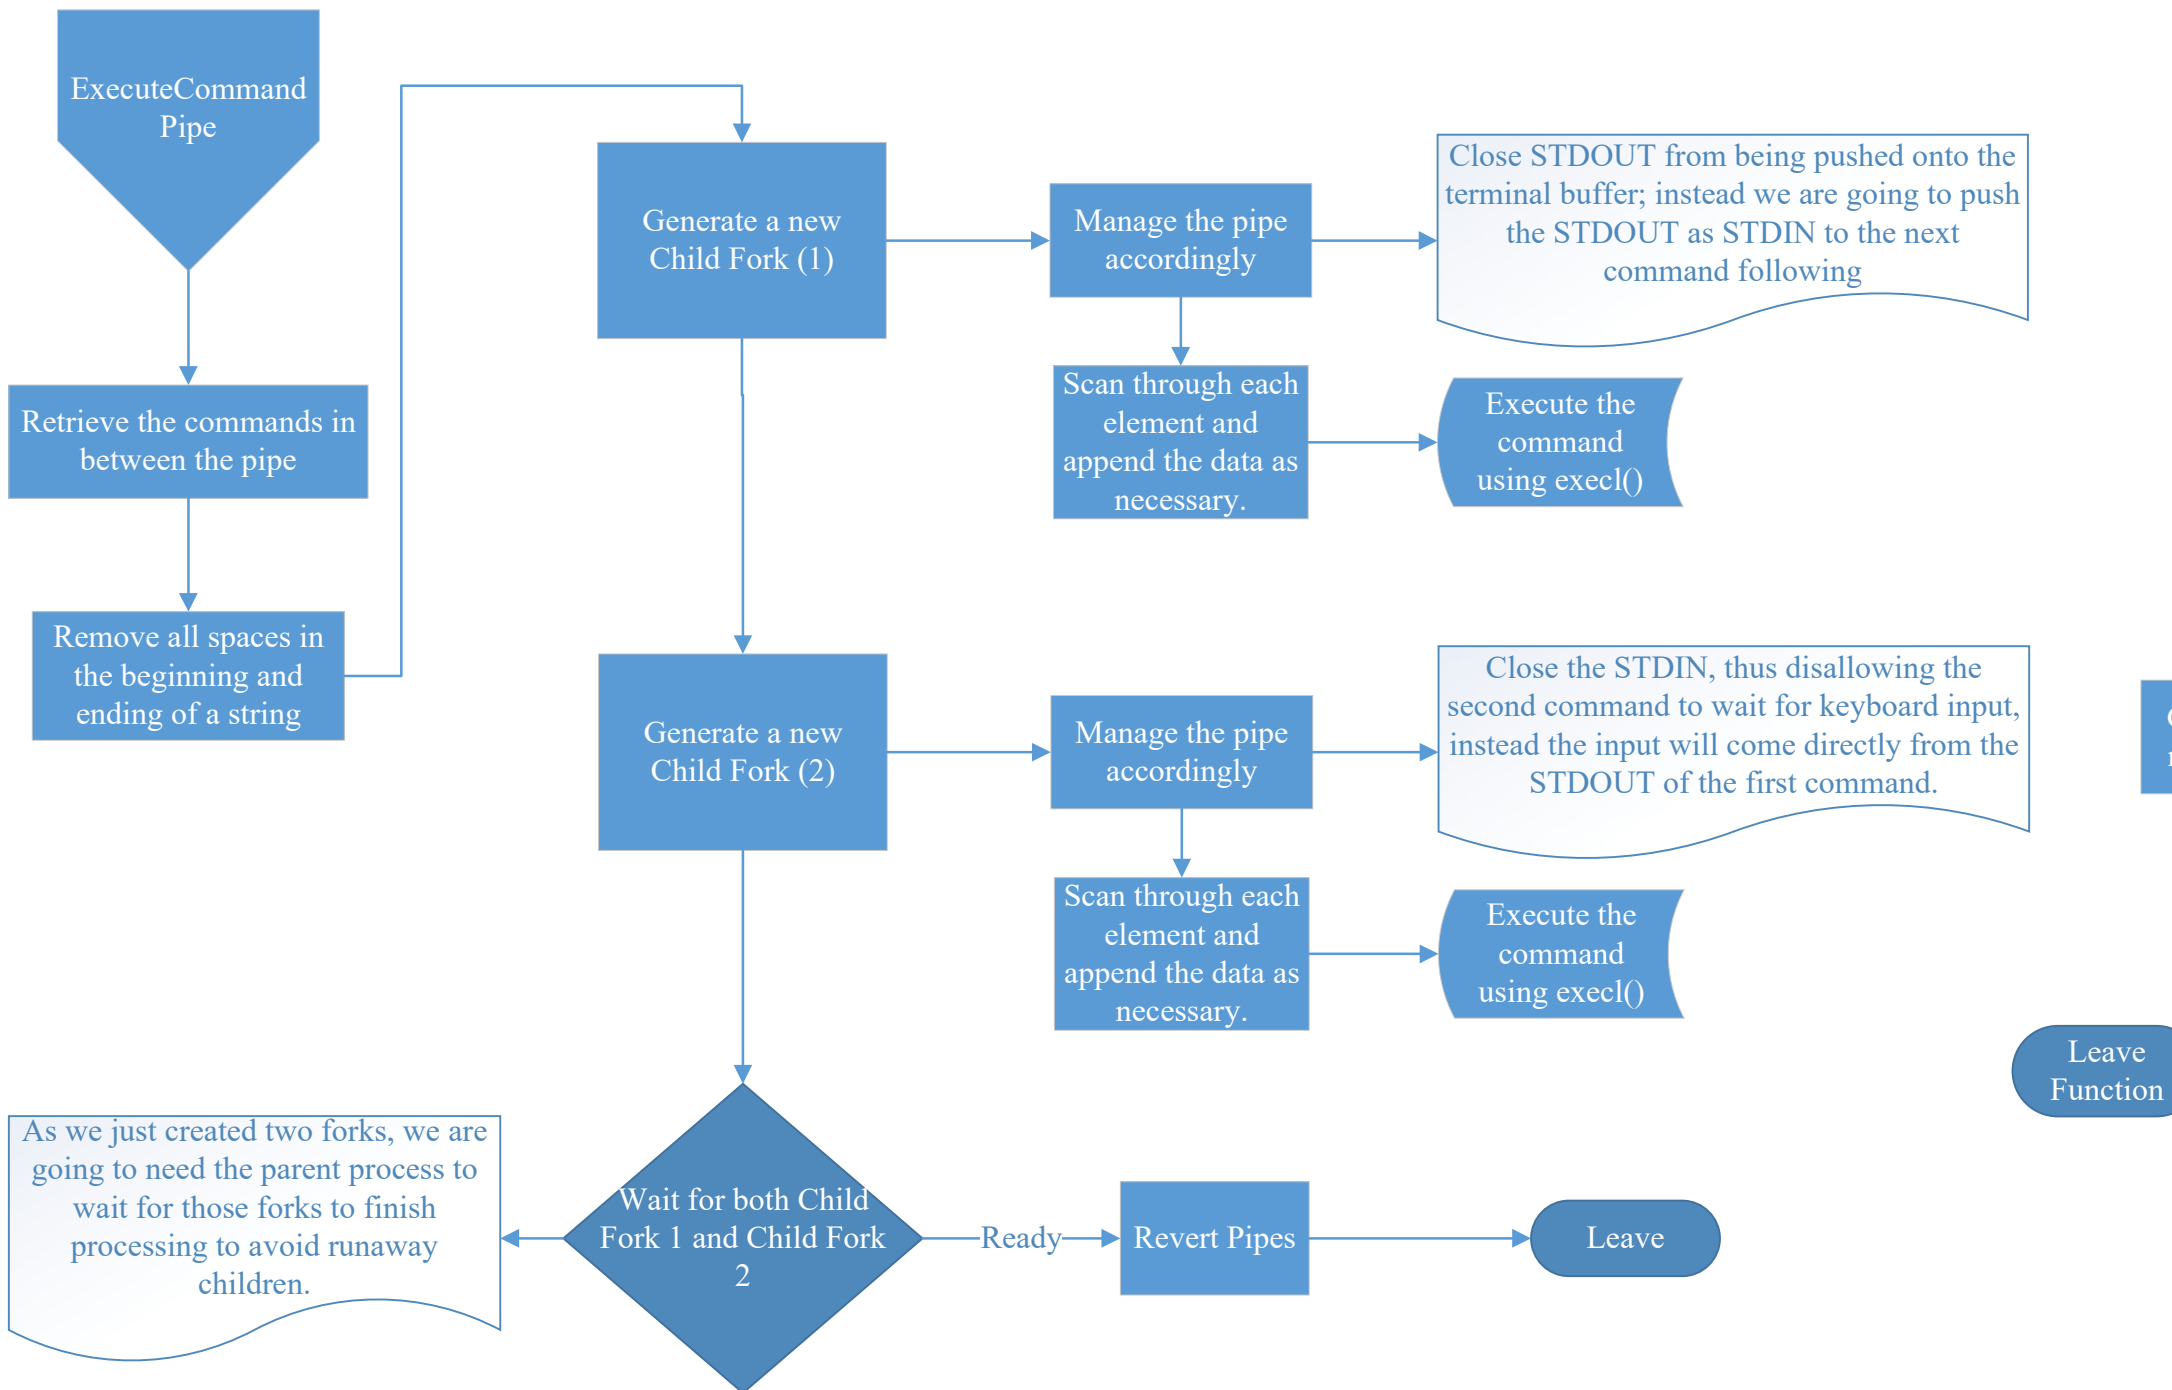 ExecuteCommand
Pipe
Retrieve the commands in
between the pipe
Remove all spaces in
the beginning and
ending of a string
Generate a new
Child Fork (1)
Manage the pipe
accordingly
Close STDOUT from being pushed onto the
terminal buffer; instead we are going to push
the STDOUT as STDIN to the next
command following
Scan through each
element and
append the data as
necessary.
Execute the
command
using execl()
Generate a new
Child Fork (2)
Manage the pipe
accordingly
Close the STDIN, thus disallowing the
second command to wait for keyboard input,
instead the input will come directly from the
STDOUT of the first command.
Scan through each
element and
append the data as
necessary.
Execute the
command
using execl()
Leave
Function
As we just created two forks, we are
going to need the parent process to
wait for those forks to finish
processing to avoid runaway
children.
Wait for both Child
Fork 1 and Child Fork
2
Ready
Revert Pipes
Leave